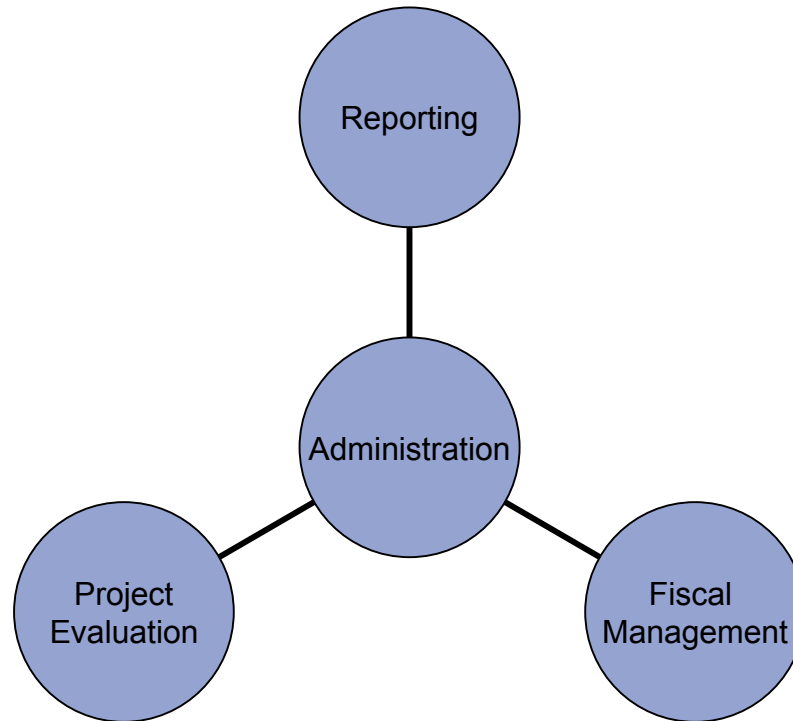 Reporting
Administration
Project
Evaluation
Fiscal
Management